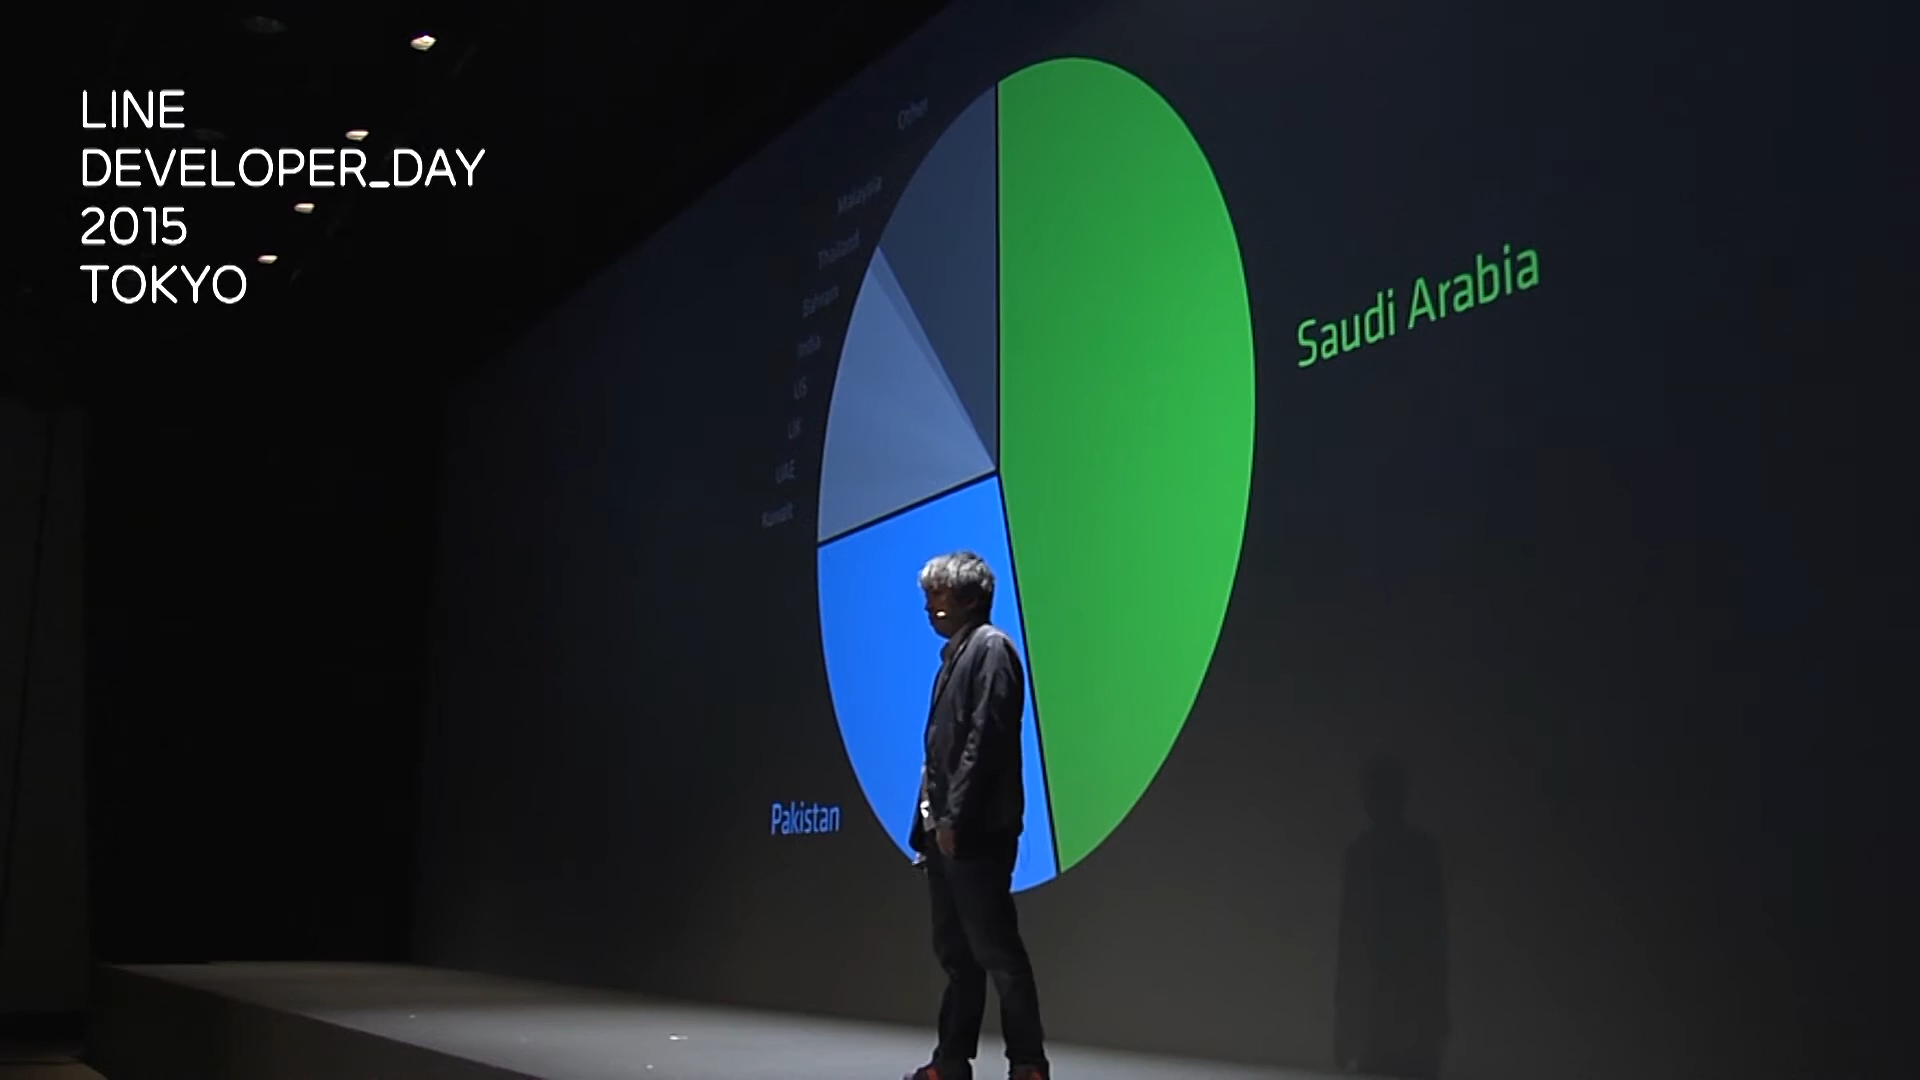 LINE
DEVELOPER_DAY
2015
TOKYO
Other
Malaysia
Thailand
Bahrain
India
US
UK
UAE
Kuwait
Saudi Arabia
Pakistan